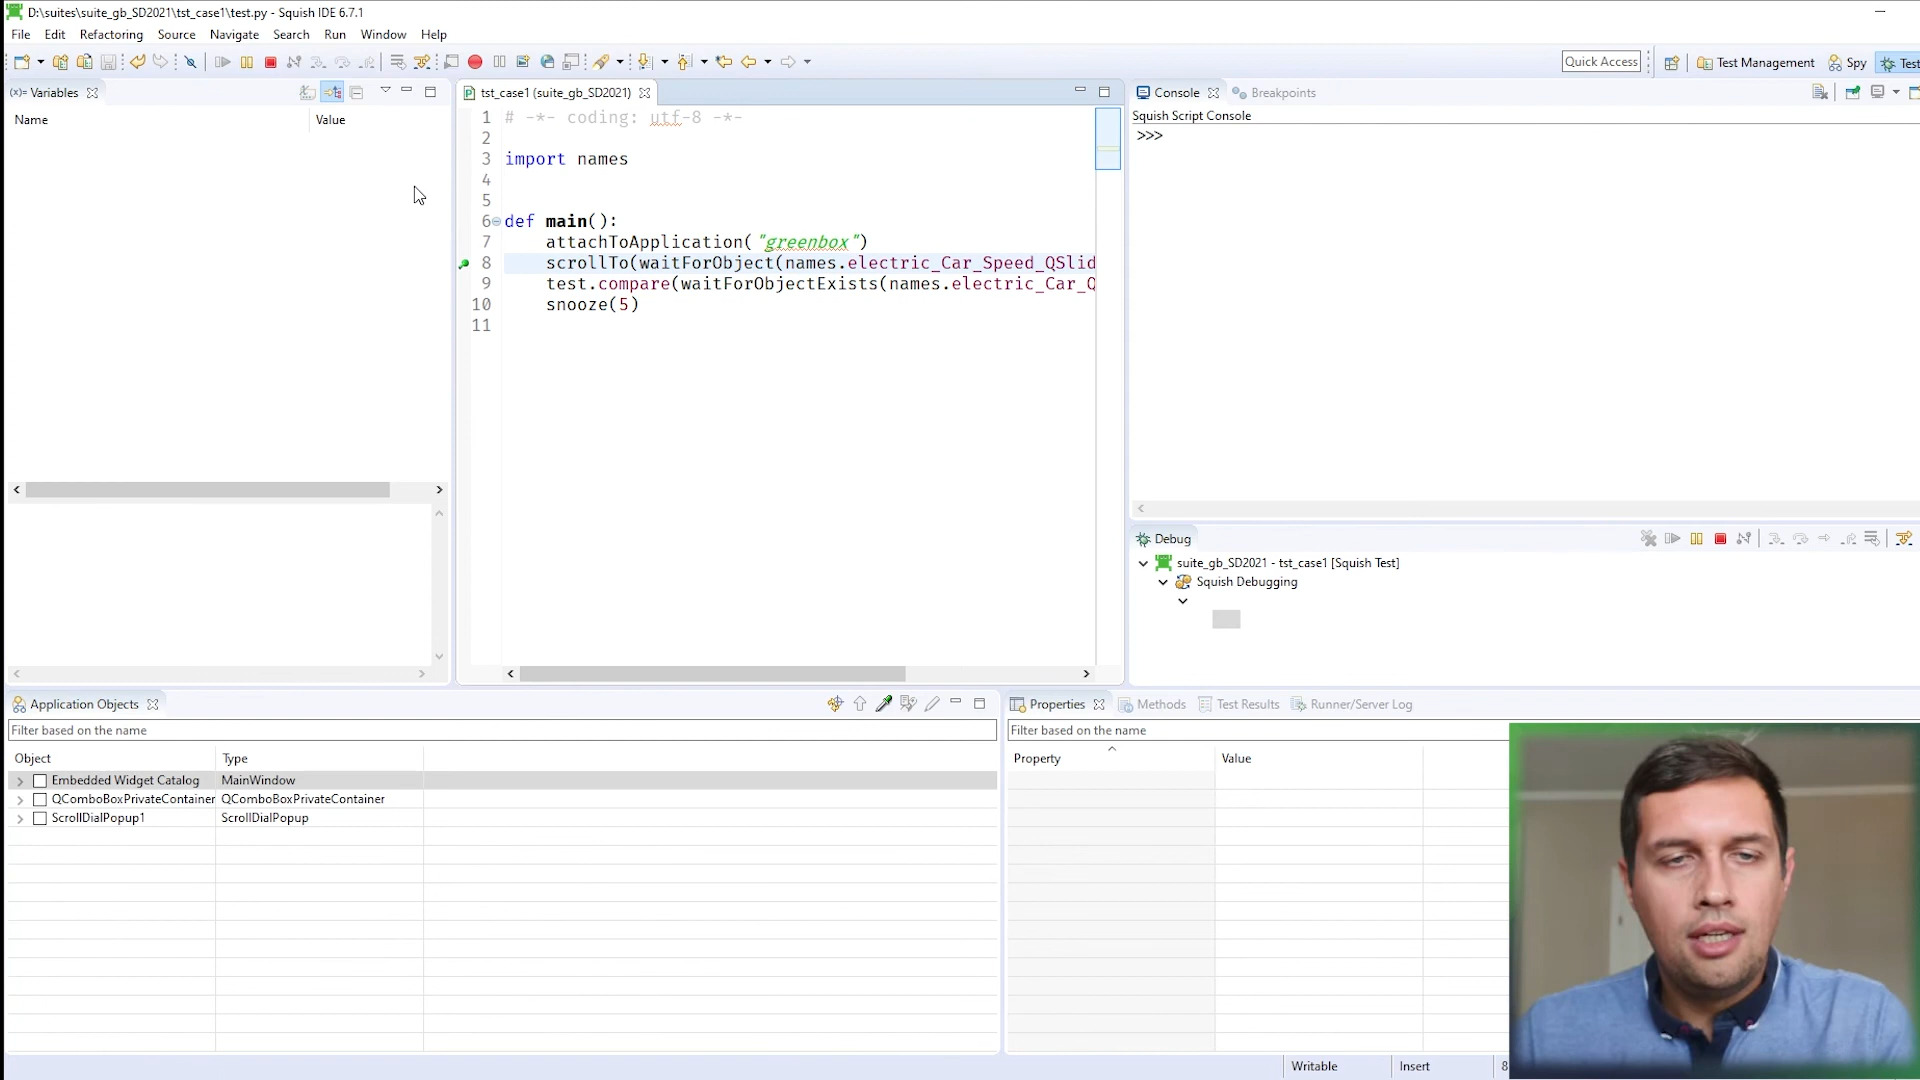 D:\suites\suite_gb_SD2021\tst_case1\test.py - Squish IDE 6.7.1
File Edit Refactoring Source Navigate Search Run Window Help
Quick Access
Test Management
Spy
Test
(x)= Variables
Name Value
tst_case1 (suite_gb_SD2021)
1 # -*- coding: utf-8 -*-
2
3 import names
4
5
6 def main():
7 attachToApplication("greenbox")
8 scrollTo(waitForObject(names.electric_Car_Speed_QSlid
9 test.compare(waitForObjectExists(names.electric_Car_Q
10 snooze(5)
11
Console Breakpoints
Squish Script Console
>>>
Debug
suite_gb_SD2021 - tst_case1 [Squish Test]
Squish Debugging
Application Objects
Filter based on the name
Object Type
Embedded Widget Catalog MainWindow
QComboBoxPrivateContainer QComboBoxPrivateContainer
ScrollDialPopup1 ScrollDialPopup
Properties Methods Test Results Runner/Server Log
Filter based on the name
Property Value
Writable Insert 8